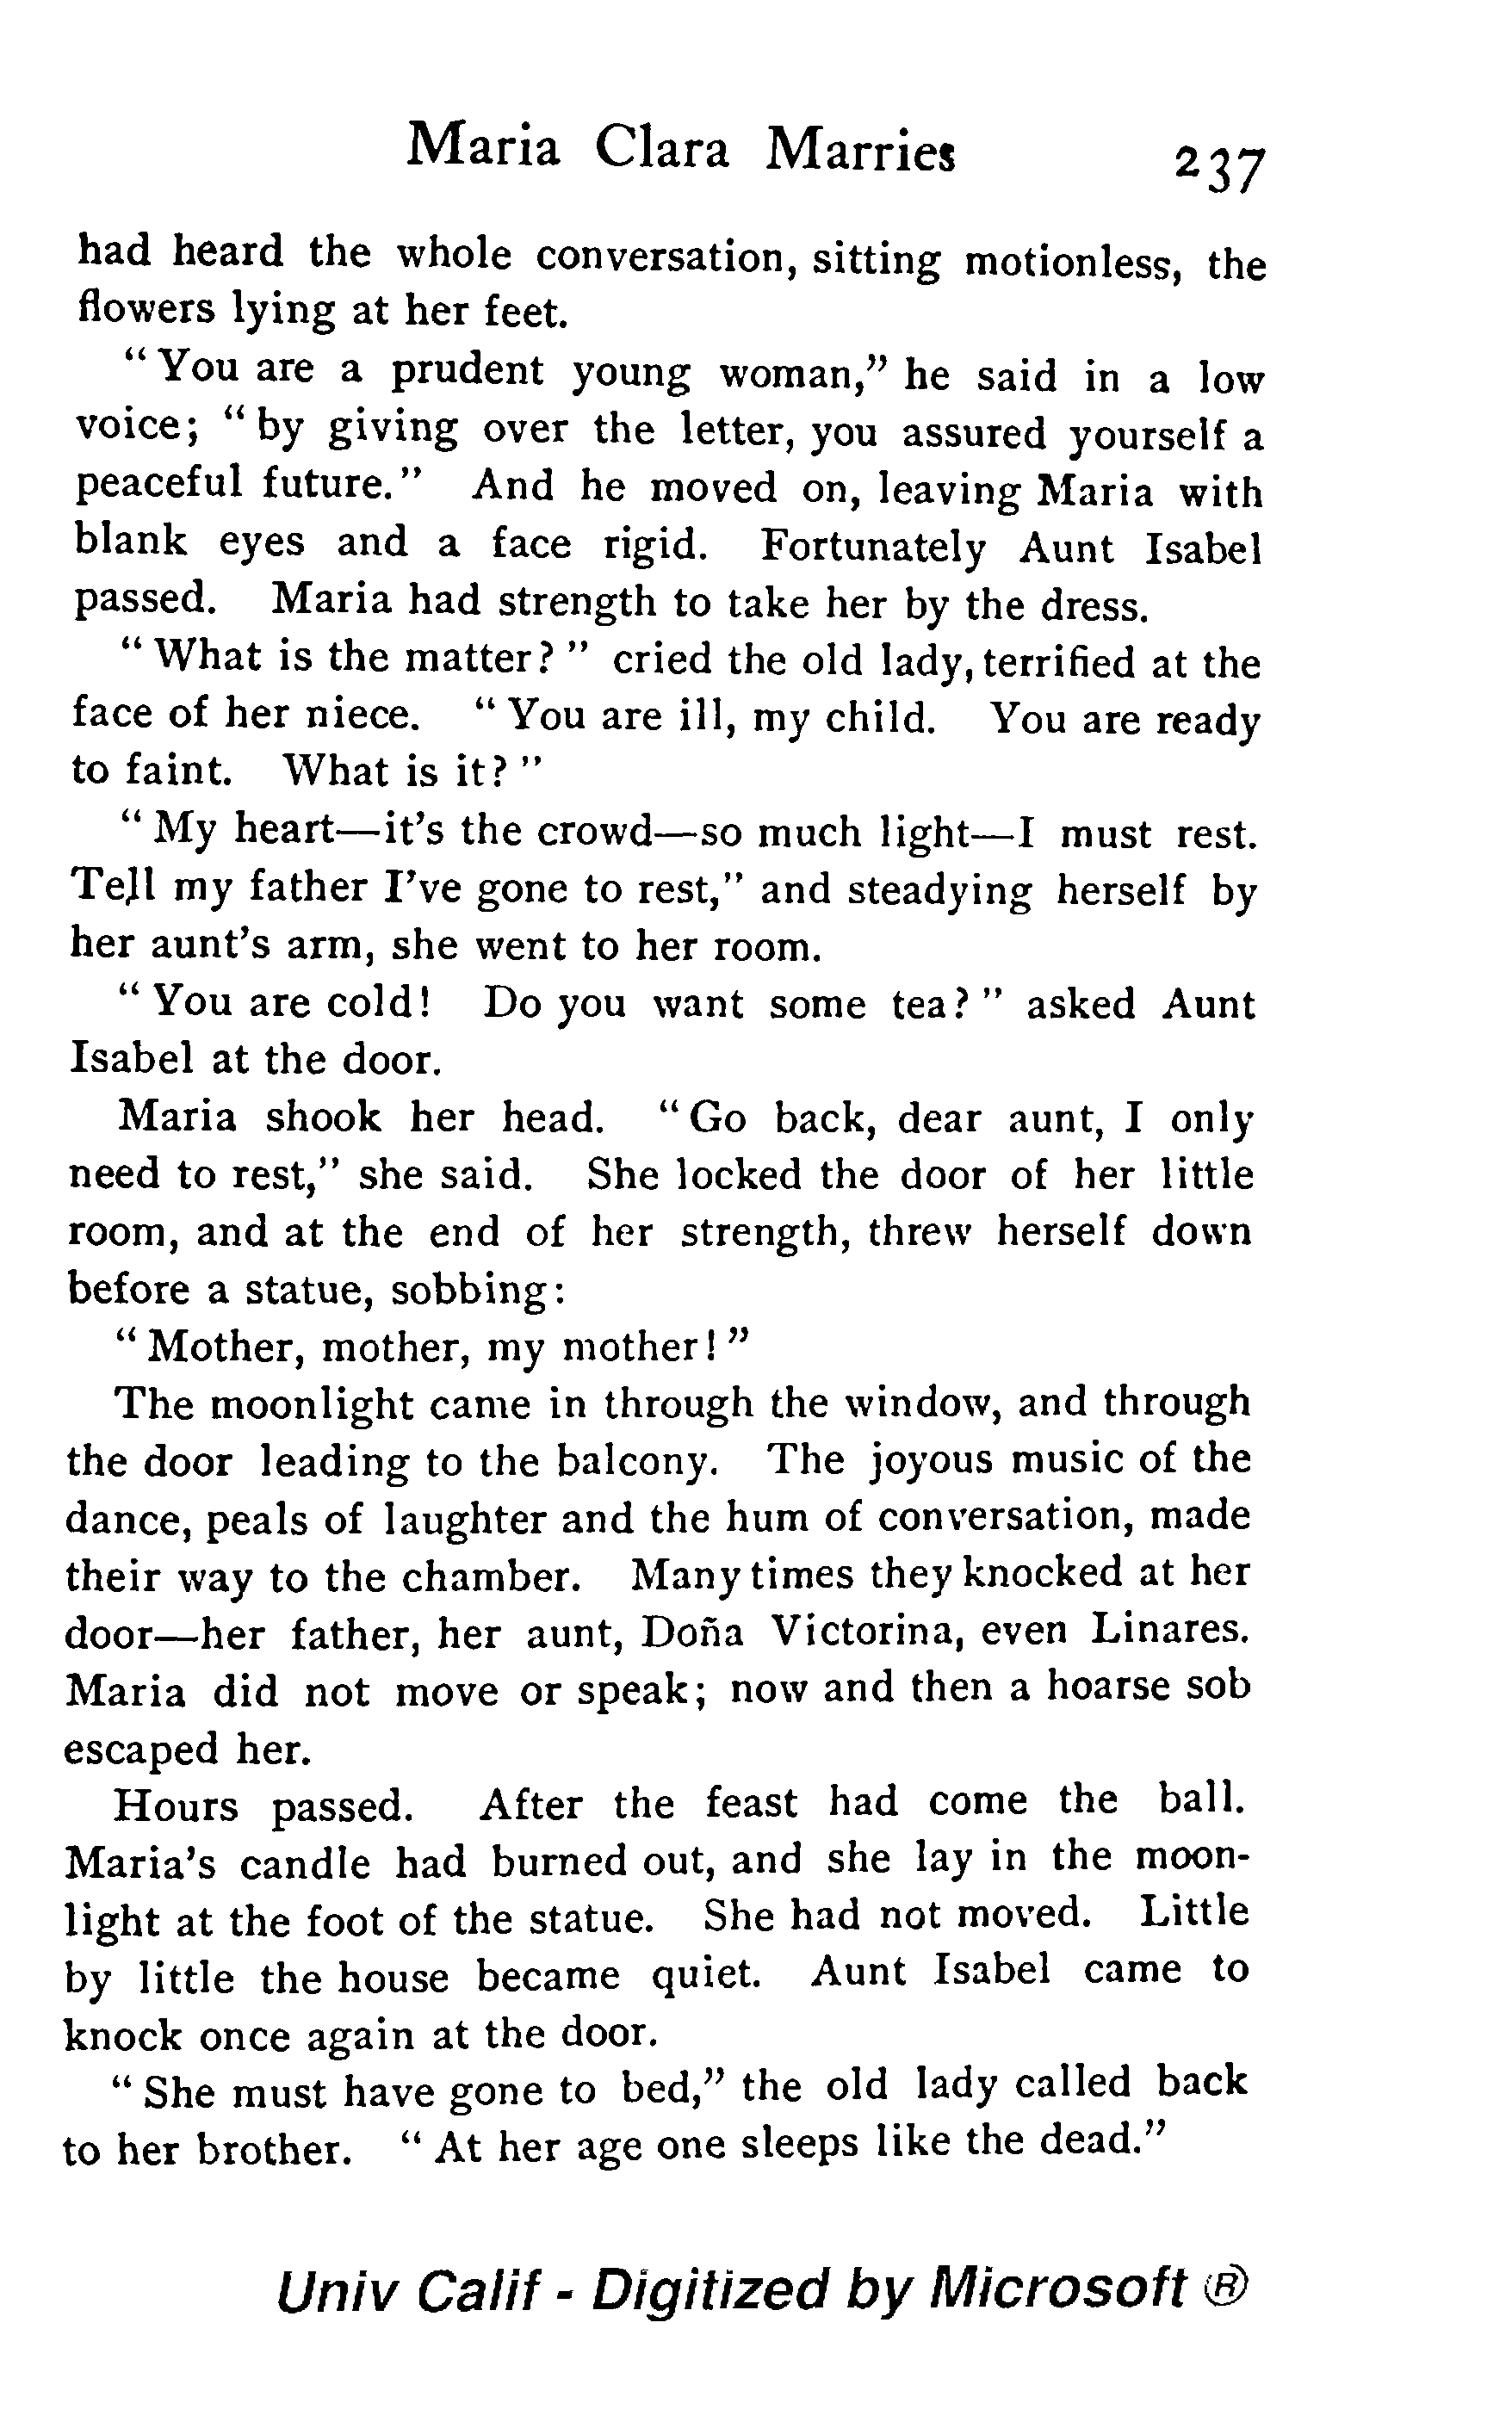 Maria Clara Marries 237
had heard the whole conversation, sitting motionless, the
flowers lying at her feet.
"You are a prudent young woman," he said in a low
voice; "by giving over the letter, you assured yourself a
peaceful future." And he moved on, leaving Maria with
blank eyes and a face rigid. Fortunately Aunt Isabel
passed. Maria had strength to take her by the dress.
"What is the matter?" cried the old lady, terrified at the
face of her niece. "You are ill, my child. You are ready
to faint. What is it?"
"My heart—it's the crowd—so much light—I must rest.
Tell my father I've gone to rest," and steadying herself by
her aunt's arm, she went to her room.
"You are cold! Do you want some tea?" asked Aunt
Isabel at the door.
Maria shook her head. "Go back, dear aunt, I only
need to rest," she said. She locked the door of her little
room, and at the end of her strength, threw herself down
before a statue, sobbing:
"Mother, mother, my mother!"
The moonlight came in through the window, and through
the door leading to the balcony. The joyous music of the
dance, peals of laughter and the hum of conversation, made
their way to the chamber. Many times they knocked at her
door—her father, her aunt, Doña Victorina, even Linares.
Maria did not move or speak; now and then a hoarse sob
escaped her.
Hours passed. After the feast had come the ball.
Maria's candle had burned out, and she lay in the moon-
light at the foot of the statue. She had not moved. Little
by little the house became quiet. Aunt Isabel came to
knock once again at the door.
"She must have gone to bed," the old lady called back
to her brother. "At her age one sleeps like the dead."
Univ Calif - Digitized by Microsoft ®